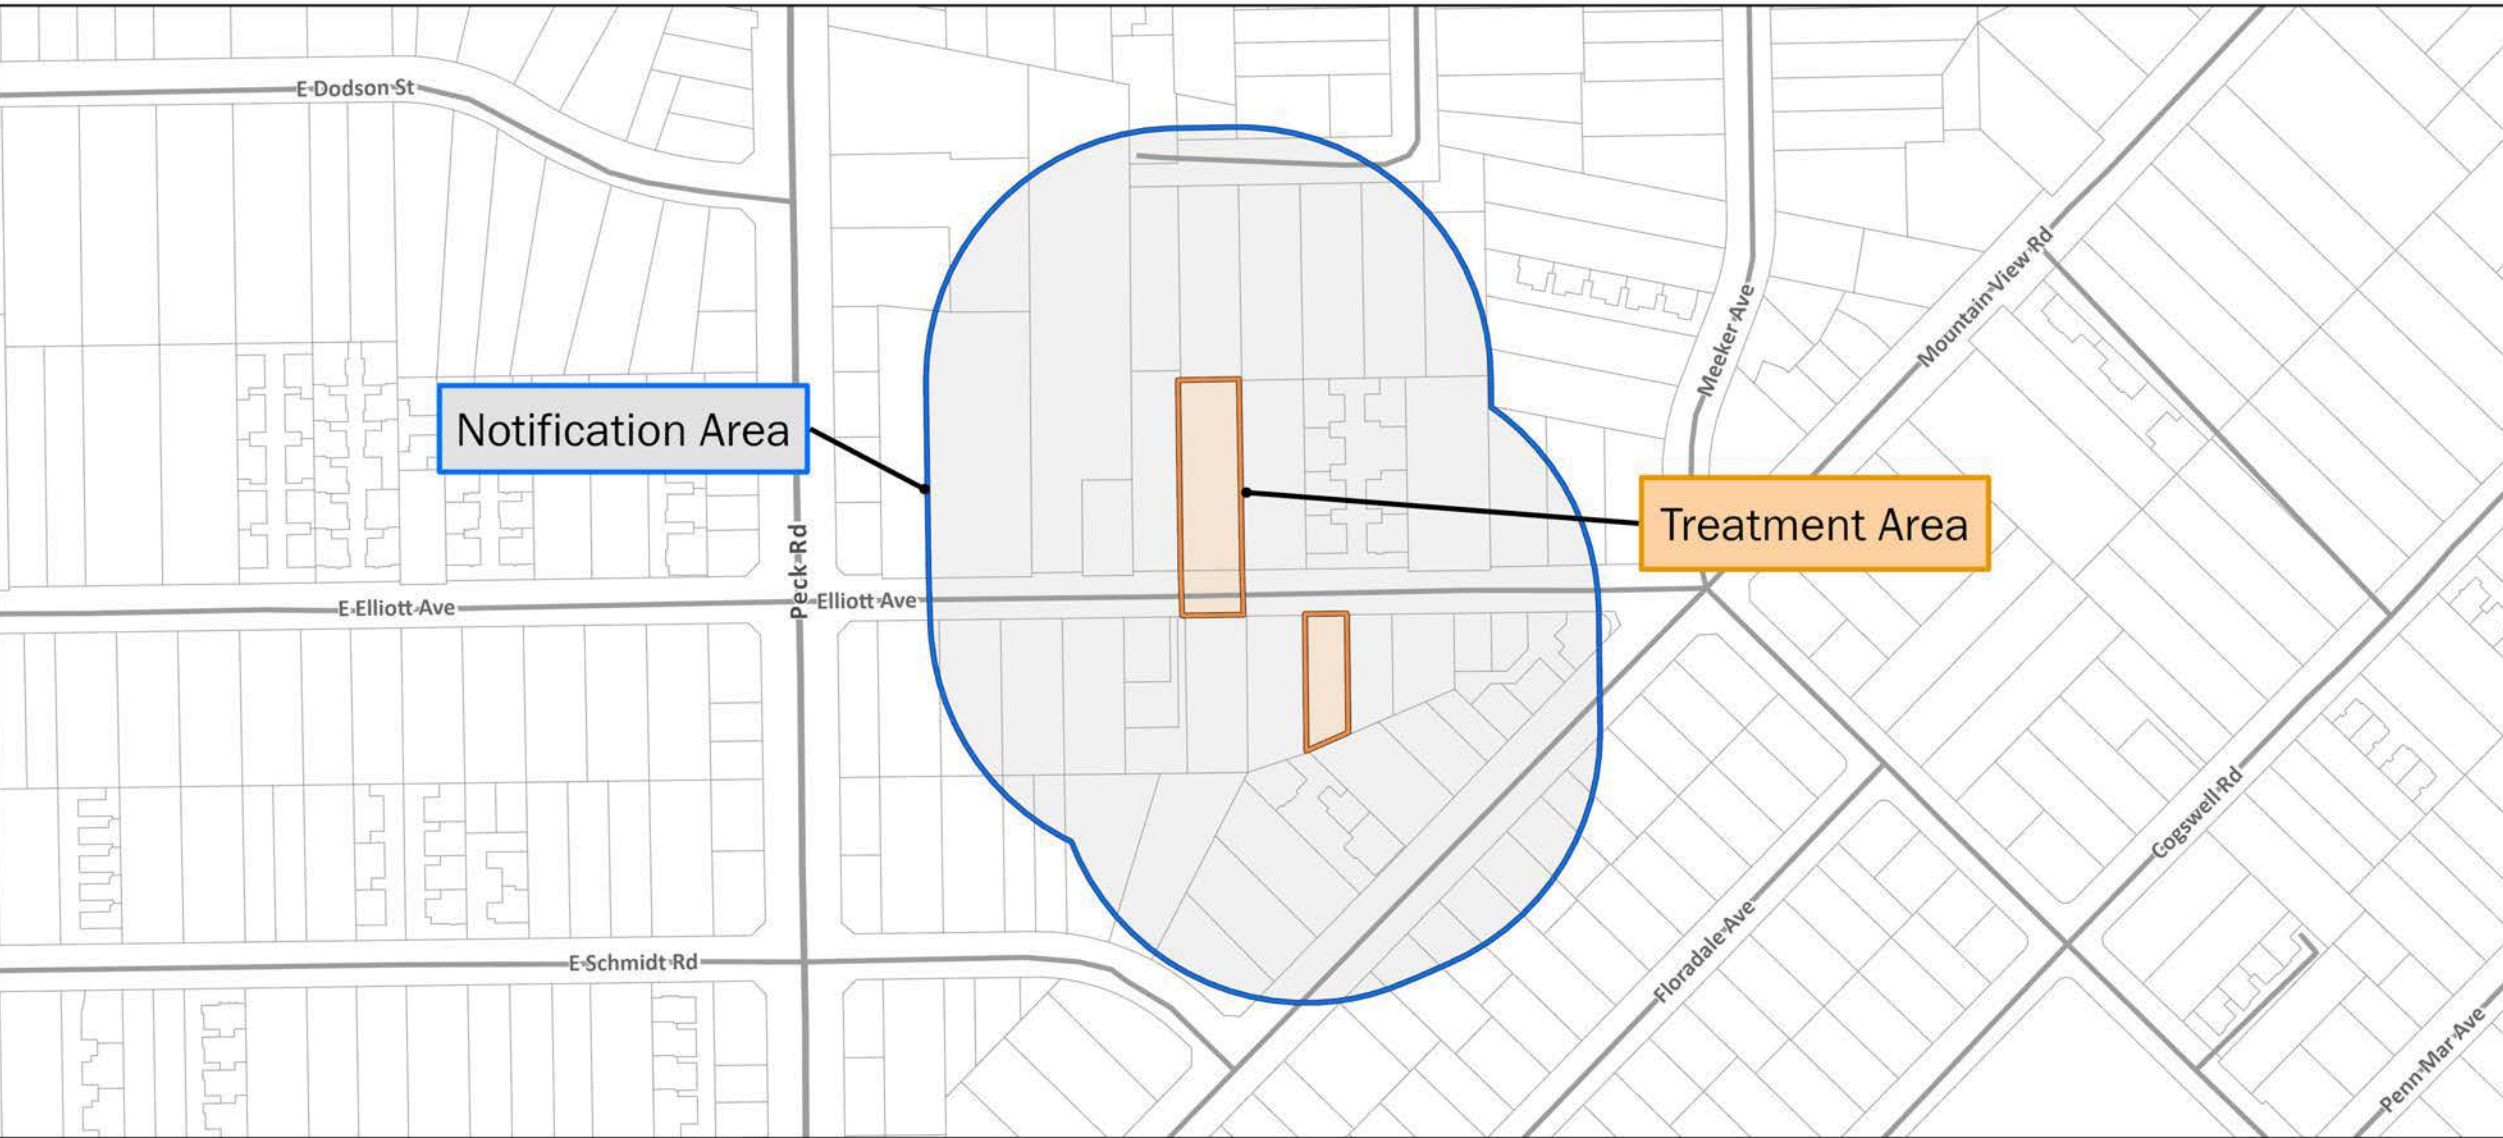 E Dodson St
Mountain View Rd
Meeker Ave
Notification Area
Treatment Area
Peck Rd
E Elliott Ave
Elliott Ave
Cogswell Rd
Floradale Ave
E Schmidt Rd
Penn Mar Ave